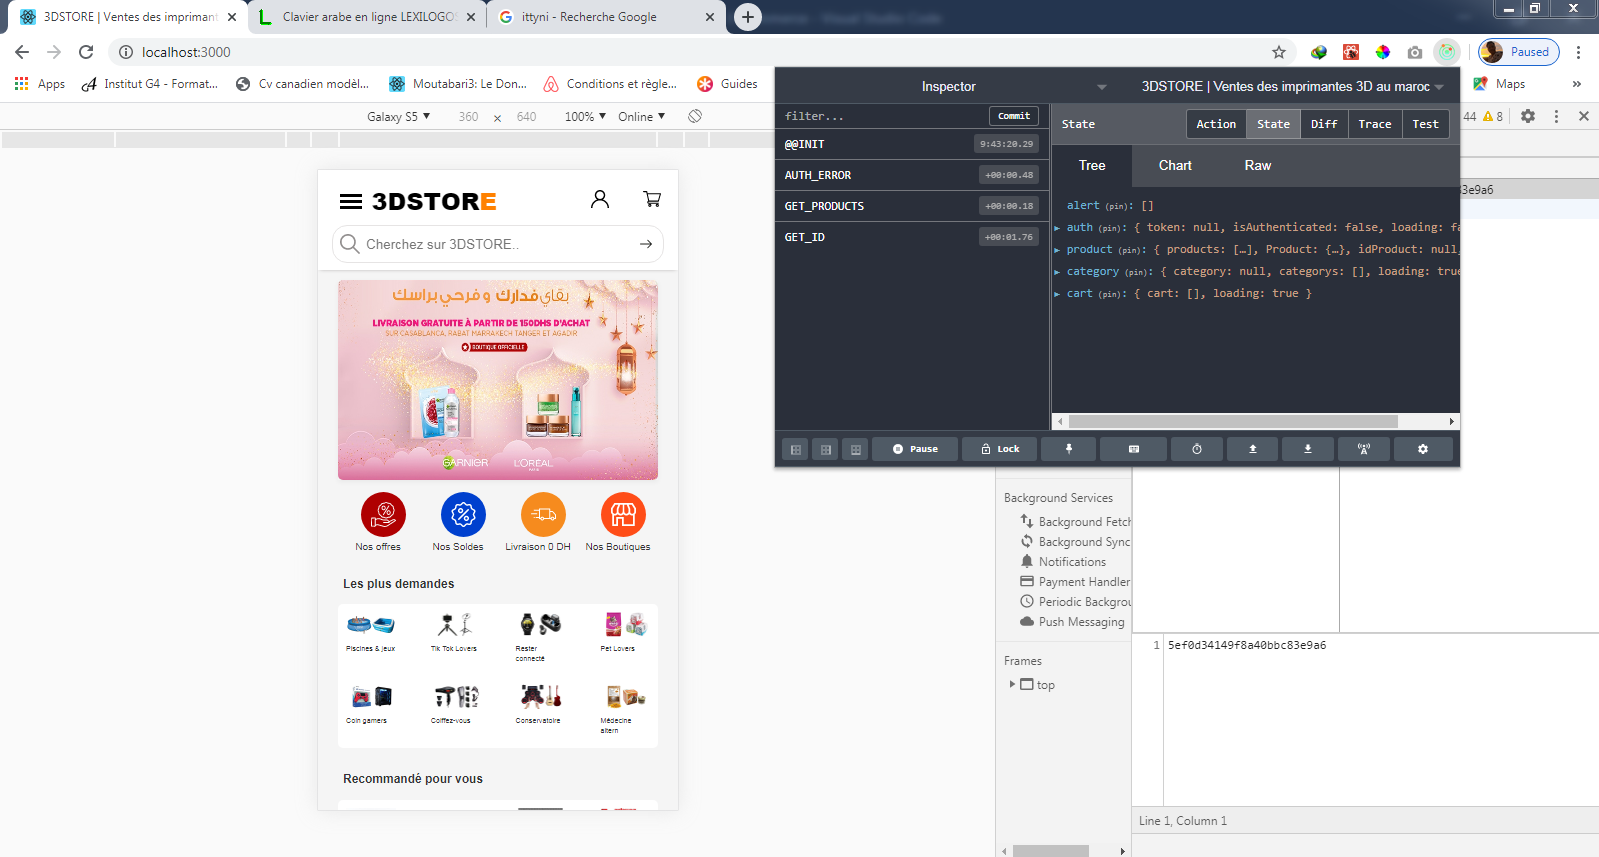 3DSTORE | Ventes des imprimant
Clavier arabe en ligne LEXILOGOS
ittyni - Recherche Google
localhost:3000
Paused
Apps
Institut G4 - Format...
Cv canadien modèl...
Moutabari3: Le Don...
Conditions et règle...
Guides
Maps
»
Galaxy S5 ▼
360 × 640
100% ▼
Online ▼
44
8
Inspector
3DSTORE | Ventes des imprimantes 3D au maroc
filter...
Commit
@@INIT
9:43:20.29
AUTH_ERROR
+00:00.48
GET_PRODUCTS
+00:00.18
GET_ID
+00:01.76
State
Action
State
Diff
Trace
Test
Tree
Chart
Raw
alert (pin): []
auth (pin): { token: null, isAuthenticated: false, loading: fa
product (pin): { products: […], Product: {…}, idProduct: null,
category (pin): { category: null, categorys: [], loading: true
cart (pin): { cart: [], loading: true }
Pause
Lock
3e9a6
3DSTORE
Cherchez sur 3DSTORE..
بقاي فدارك و فرحي براسك
LIVRAISON GRATUITE À PARTIR DE 150DHS D'ACHAT
SUR CASABLANCA, RABAT MARRAKECH TANGER ET AGADIR
BOUTIQUE OFFICIELLE
GARNIER
L'ORÉAL
PARIS
Nos offres
Nos Soldes
Livraison 0 DH
Nos Boutiques
Les plus demandes
Piscines & jeux
Tik Tok Lovers
Rester
connecté
Pet Lovers
Coin gamers
Coiffez-vous
Conservatoire
Médecine
altern
Recommandé pour vous
Background Services
Background Fetch
Background Sync
Notifications
Payment Handler
Periodic Backgrou
Push Messaging
Frames
top
1
5ef0d34149f8a40bbc83e9a6
Line 1, Column 1